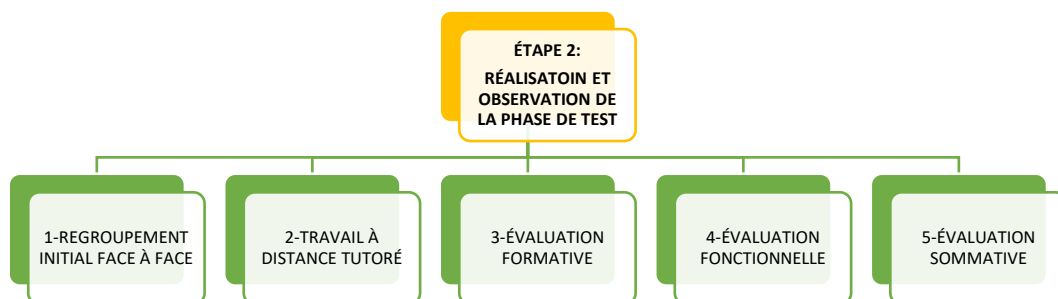 ÉTAPE 2:
RÉALISATOIN ET
OBSERVATION DE
LA PHASE DE TEST
1-REGROUPEMENT
INITIAL FACE À FACE
2-TRAVAIL À
DISTANCE TUTORÉ
3-ÉVALUATION
FORMATIVE
4-ÉVALUATION
FONCTIONNELLE
5-ÉVALUATION
SOMMATIVE